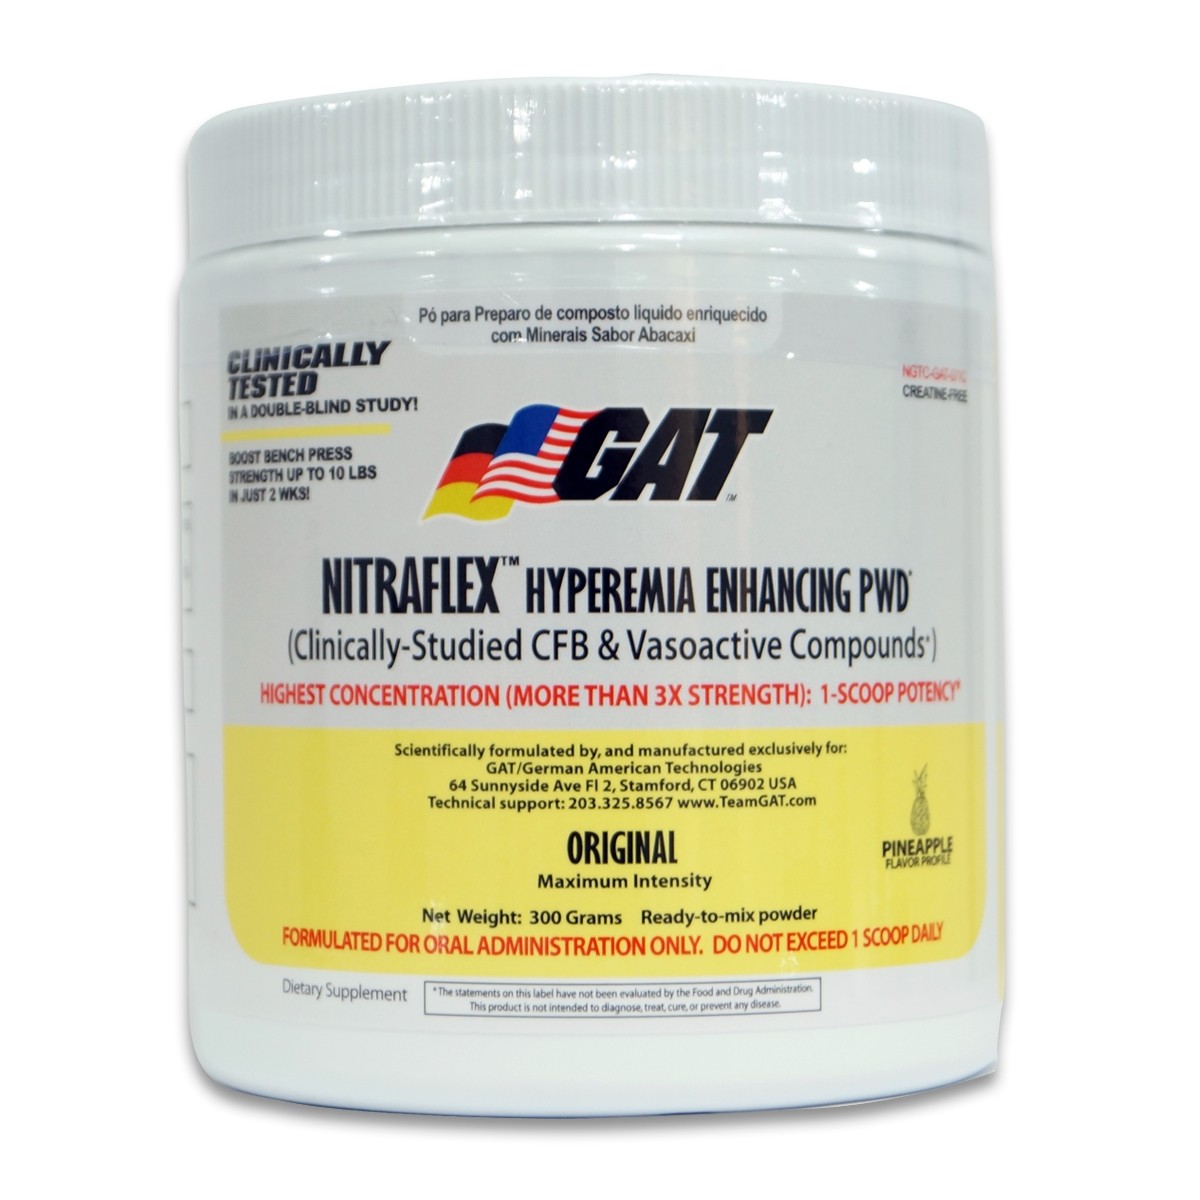 Pó para Preparo de composto liquido enriquecido
com Minerais Sabor Abacaxi
CLINICALLY
TESTED
IN A DOUBLE-BLIND STUDY!
BOOST BENCH PRESS
STRENGTH UP TO 10 LBS
IN JUST 2 WKS!
CREATINE-FREE
GAT™
NITRAFLEX™ HYPEREMIA ENHANCING PWD*
(Clinically-Studied CFB & Vasoactive Compounds*)
HIGHEST CONCENTRATION (MORE THAN 3X STRENGTH): 1-SCOOP POTENCY*
Scientifically formulated by, and manufactured exclusively for:
GAT/German American Technologies
64 Sunnyside Ave Fl 2, Stamford, CT 06902 USA
Technical support: 203.325.8567 www.TeamGAT.com
ORIGINAL
Maximum Intensity
PINEAPPLE
FLAVOR PROFILE
Net Weight: 300 Grams Ready-to-mix powder
FORMULATED FOR ORAL ADMINISTRATION ONLY. DO NOT EXCEED 1 SCOOP DAILY
Dietary Supplement
*The statements on this label have not been evaluated by the Food and Drug Administration.
This product is not intended to diagnose, treat, cure, or prevent any disease.